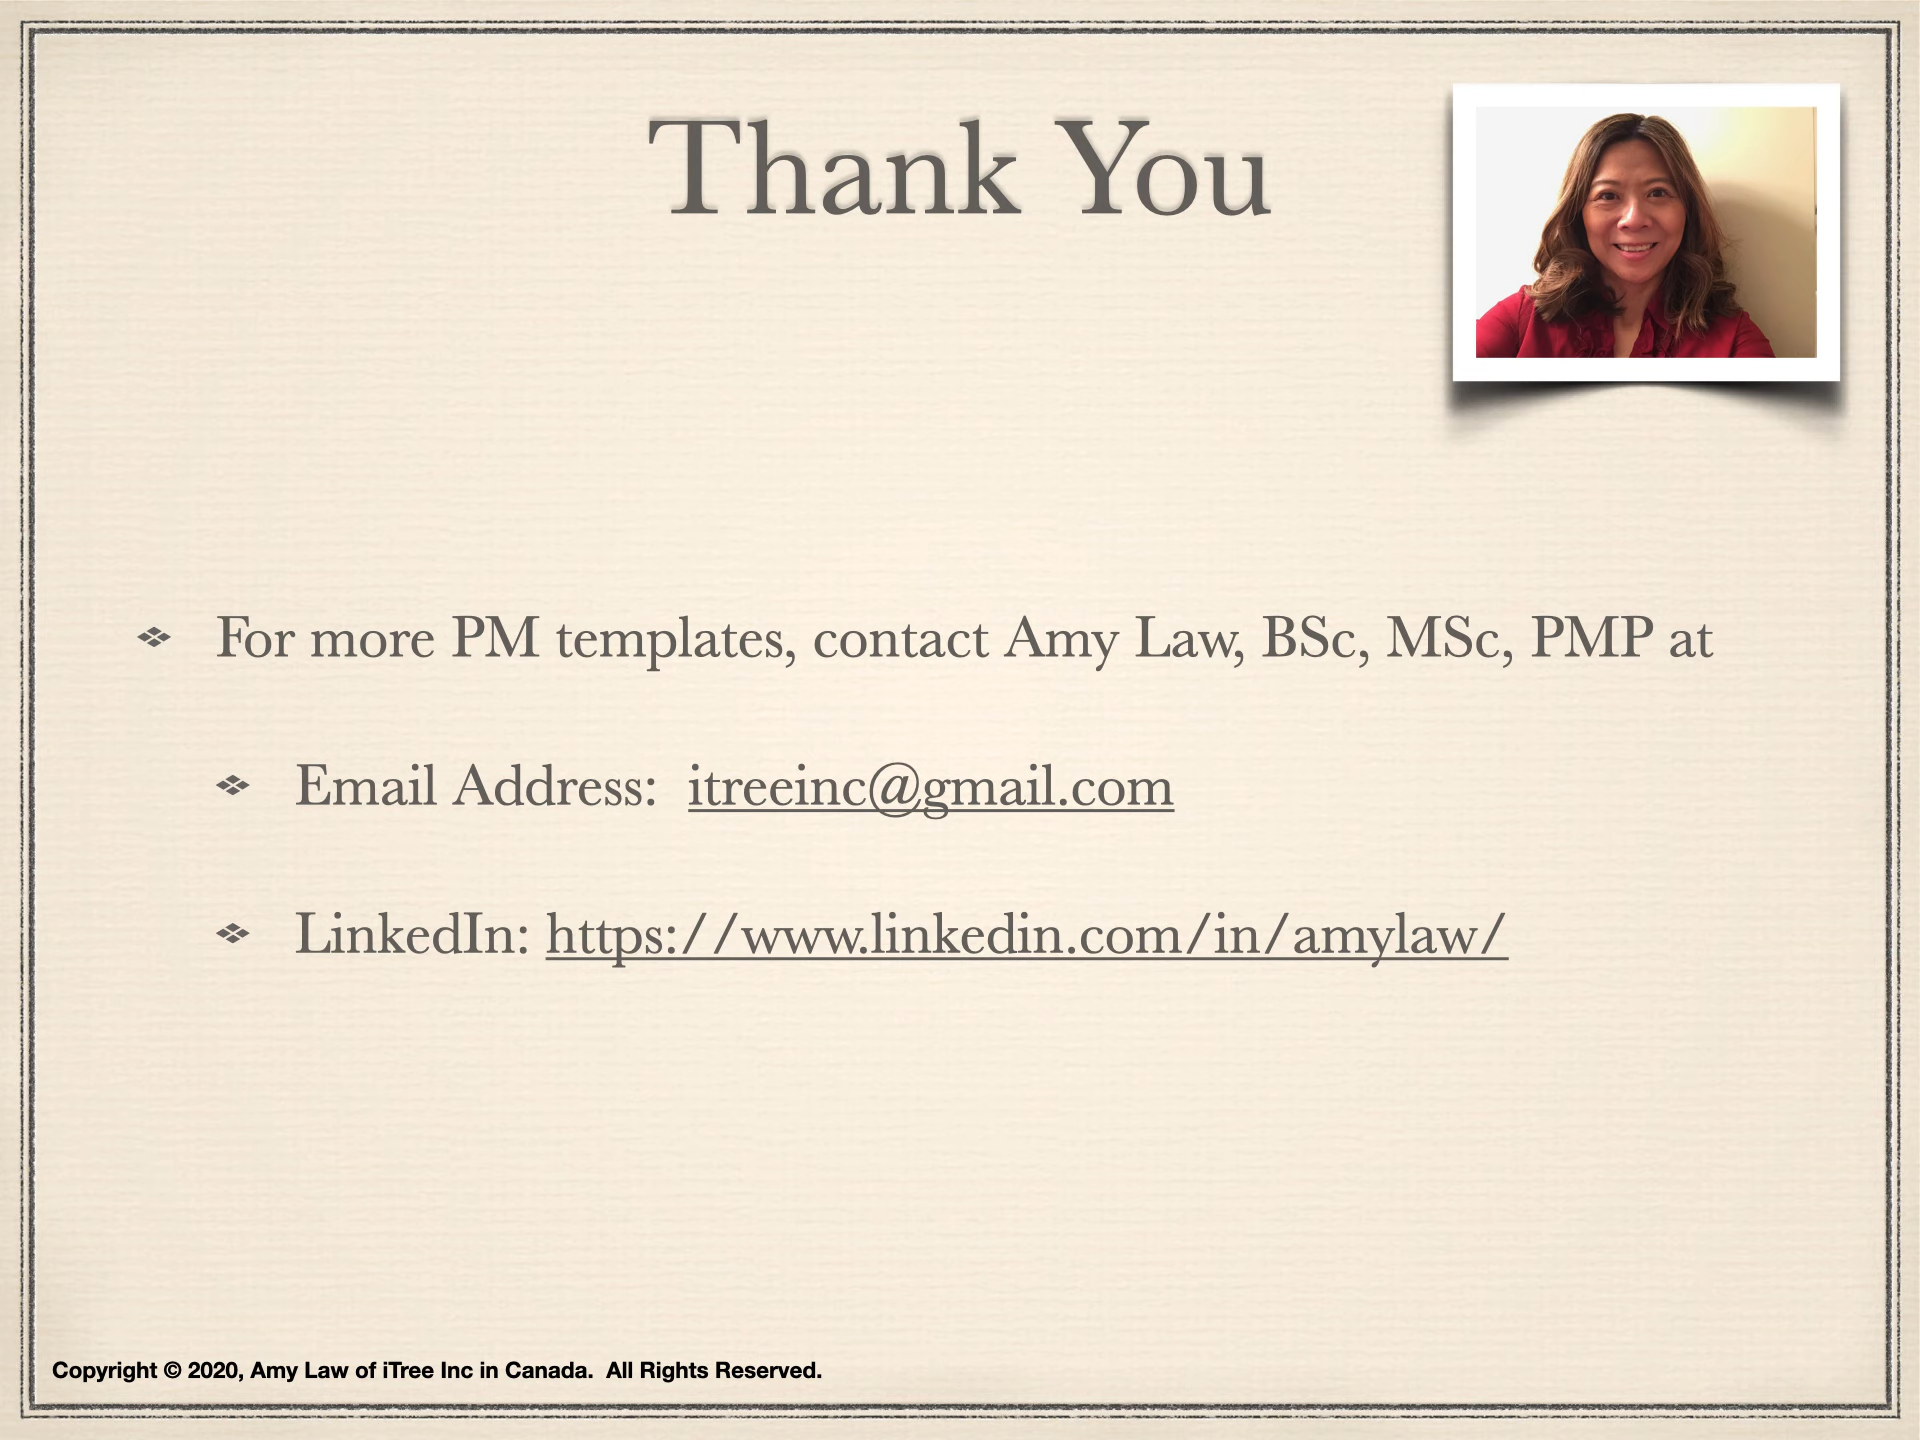 Thank You
For more PM templates, contact Amy Law, BSc, MSc, PMP at
Email Address:  itreeinc@gmail.com
LinkedIn: https://www.linkedin.com/in/amylaw/
Copyright © 2020, Amy Law of iTree Inc in Canada.  All Rights Reserved.